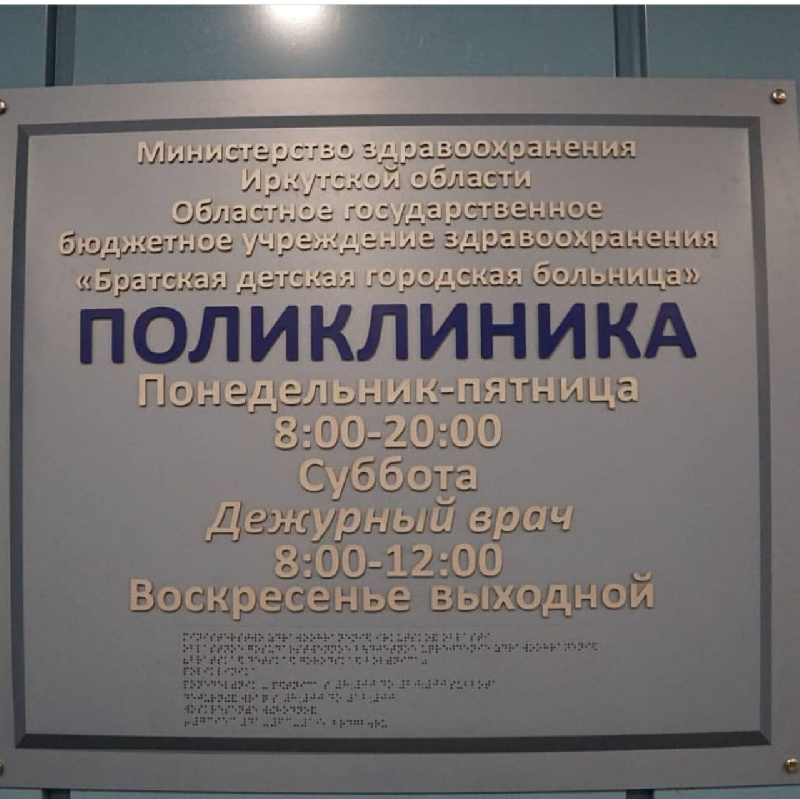 Министерство здравоохранения
Иркутской области
Областное государственное
бюджетное учреждение здравоохранения
«Братская детская городская больница»
ПОЛИКЛИНИКА
Понедельник-пятница
8:00-20:00
Суббота
Дежурный врач
8:00-12:00
Воскресенье выходной